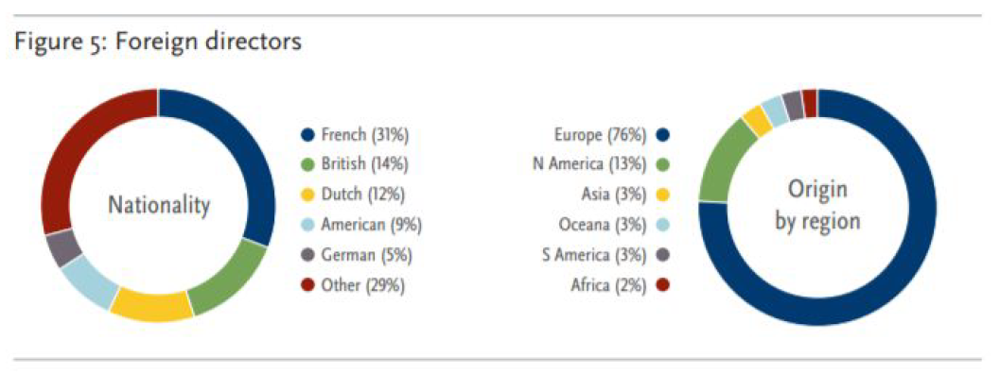 Figure 5: Foreign directors
Nationality
French (31%)
British (14%)
Dutch (12%)
American (9%)
German (5%)
Other (29%)
Europe (76%)
N America (13%)
Asia (3%)
Oceana (3%)
S America (3%)
Africa (2%)
Origin
by region